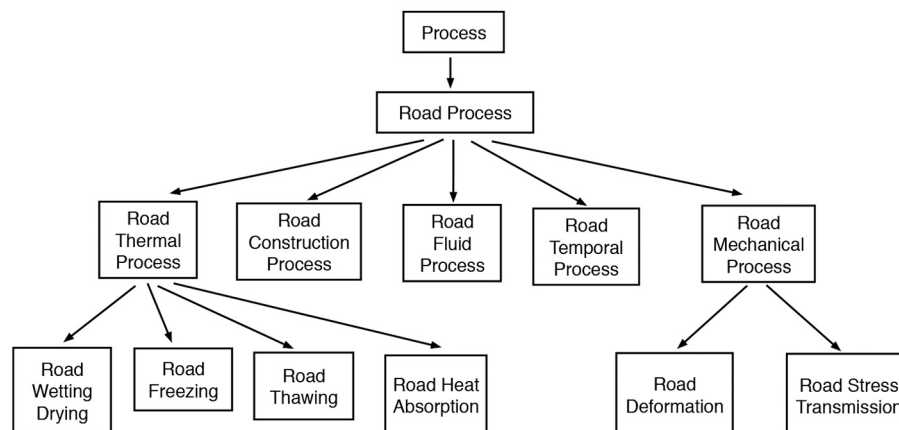 Process
Road Process
Road
Thermal
Process
Road
Construction
Process
Road
Fluid
Process
Road
Temporal
Process
Road
Mechanical
Process
Road
Wetting
Drying
Road
Freezing
Road
Thawing
Road Heat
Absorption
Road
Deformation
Road Stress
Transmission